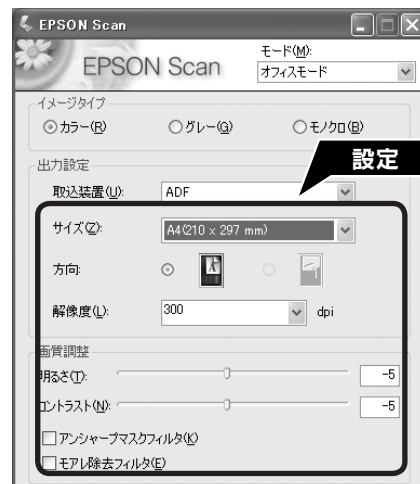 EPSON Scan
EPSON Scan
モード(M):
オフィスモード
イメージタイプ
カラー(R) グレー(G) モノクロ(B)
出力設定
設定
取込装置(U): ADF
サイズ(Z): A4(210 x 297 mm)
方向:
解像度(L): 300 dpi
画質調整
明るさ(T): -5
コントラスト(N): -5
アンシャープマスクフィルタ(K)
モアレ除去フィルタ(E)